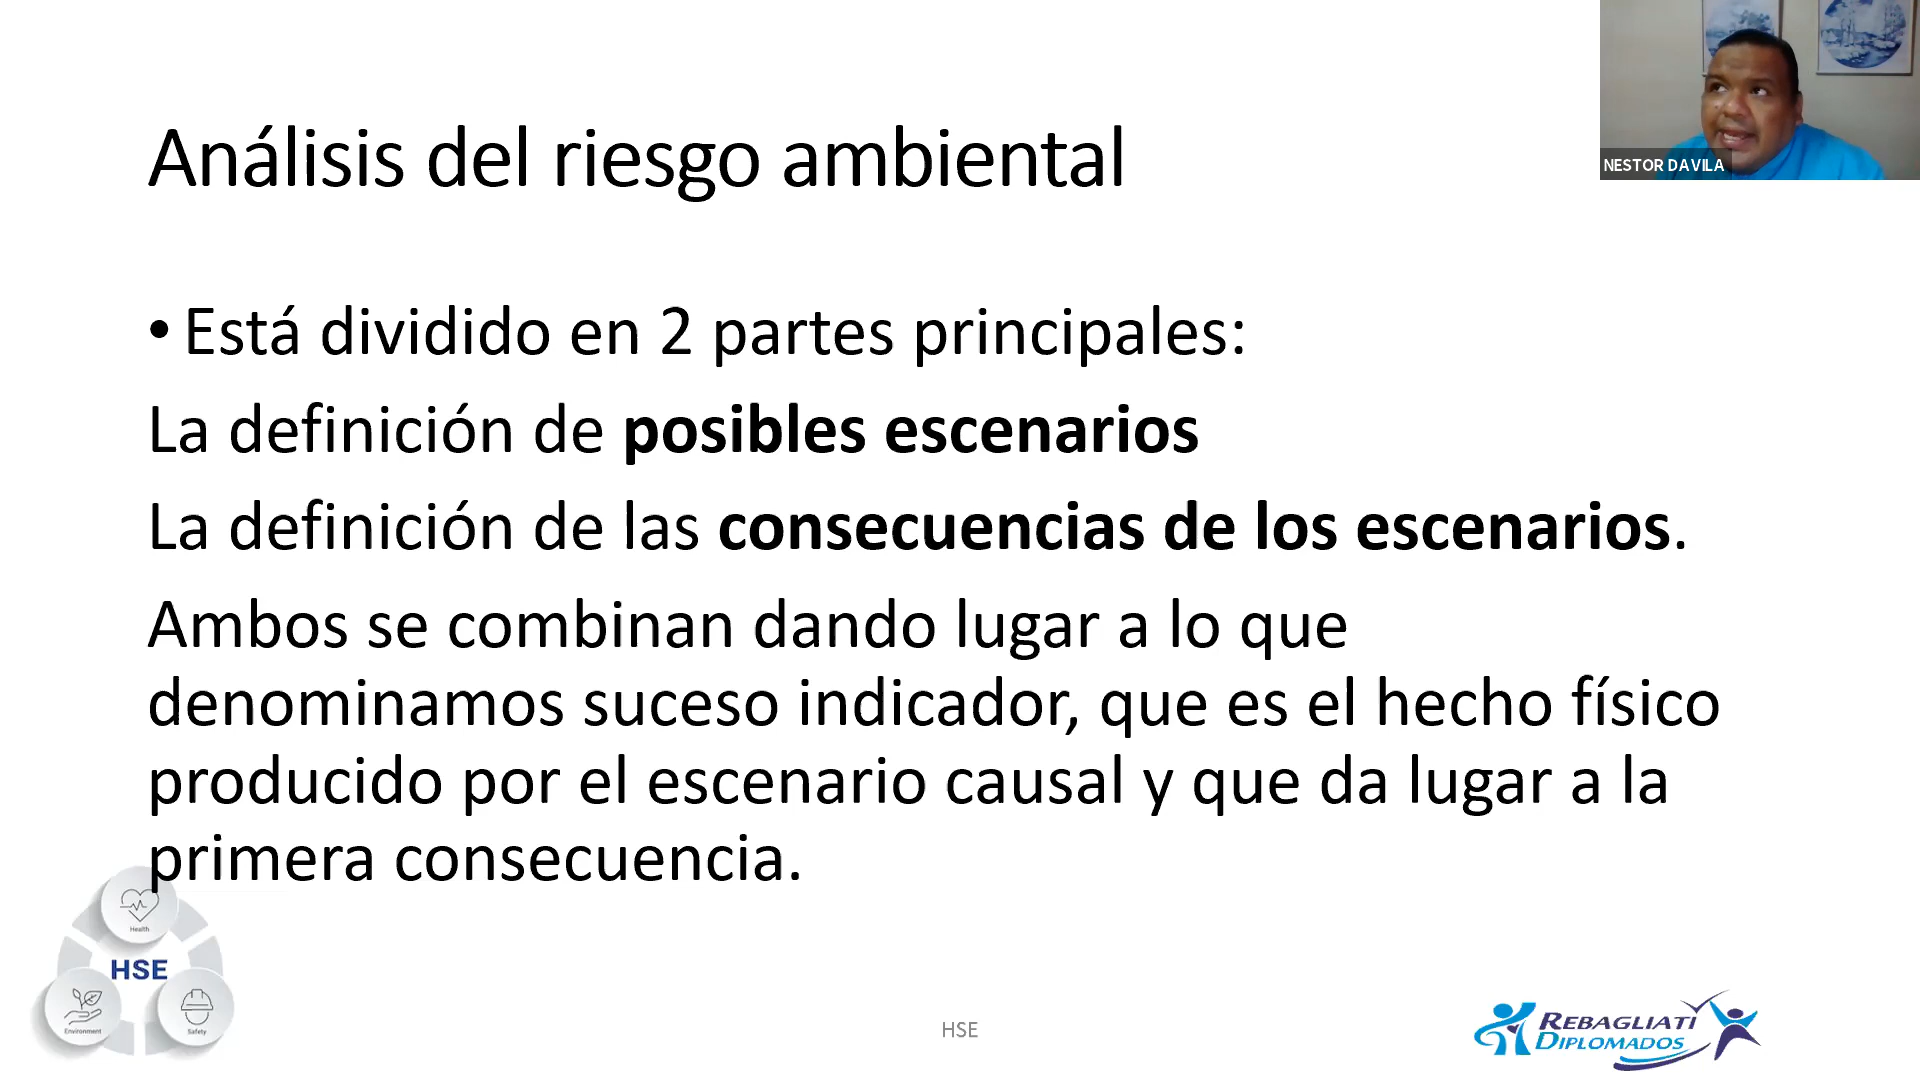 Análisis del riesgo ambiental
NESTOR DAVILA
• Está dividido en 2 partes principales:
La definición de posibles escenarios
La definición de las consecuencias de los escenarios.
Ambos se combinan dando lugar a lo que
denominamos suceso indicador, que es el hecho físico
producido por el escenario causal y que da lugar a la
primera consecuencia.
Health
HSE
Environment
Safety
HSE
REBAGLIATI
DIPLOMADOS